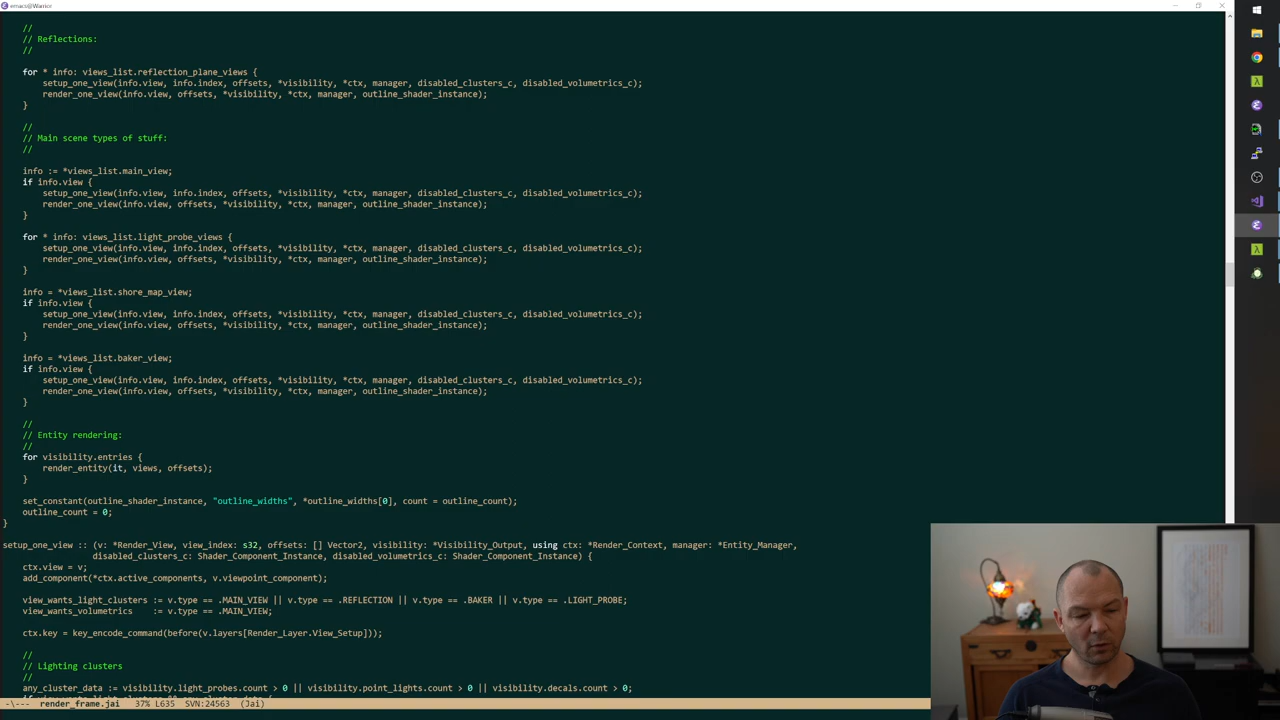 emacs@Warrior
//
// Reflections:
//
for * info: views_list.reflection_plane_views {
setup_one_view(info.view, info.index, offsets, *visibility, *ctx, manager, disabled_clusters_c, disabled_volumetrics_c);
render_one_view(info.view, offsets, *visibility, *ctx, manager, outline_shader_instance);
}
//
// Main scene types of stuff:
//
info := *views_list.main_view;
if info.view {
setup_one_view(info.view, info.index, offsets, *visibility, *ctx, manager, disabled_clusters_c, disabled_volumetrics_c);
render_one_view(info.view, offsets, *visibility, *ctx, manager, outline_shader_instance);
}
for * info: views_list.light_probe_views {
setup_one_view(info.view, info.index, offsets, *visibility, *ctx, manager, disabled_clusters_c, disabled_volumetrics_c);
render_one_view(info.view, offsets, *visibility, *ctx, manager, outline_shader_instance);
}
info = *views_list.shore_map_view;
if info.view {
setup_one_view(info.view, info.index, offsets, *visibility, *ctx, manager, disabled_clusters_c, disabled_volumetrics_c);
render_one_view(info.view, offsets, *visibility, *ctx, manager, outline_shader_instance);
}
info = *views_list.baker_view;
if info.view {
setup_one_view(info.view, info.index, offsets, *visibility, *ctx, manager, disabled_clusters_c, disabled_volumetrics_c);
render_one_view(info.view, offsets, *visibility, *ctx, manager, outline_shader_instance);
}
//
// Entity rendering:
//
for visibility.entries {
render_entity(it, views, offsets);
}
set_constant(outline_shader_instance, "outline_widths", *outline_widths[0], count = outline_count);
outline_count = 0;
}
setup_one_view :: (v: *Render_View, view_index: s32, offsets: [] Vector2, visibility: *Visibility_Output, using ctx: *Render_Context, manager: *Entity_Manager,
disabled_clusters_c: Shader_Component_Instance, disabled_volumetrics_c: Shader_Component_Instance) {
ctx.view = v;
add_component(*ctx.active_components, v.viewpoint_component);
view_wants_light_clusters := v.type == .MAIN_VIEW || v.type == .REFLECTION || v.type == .BAKER || v.type == .LIGHT_PROBE;
view_wants_volumetrics := v.type == .MAIN_VIEW;
ctx.key = key_encode_command(before(v.layers[Render_Layer.View_Setup]));
//
// Lighting clusters
//
any_cluster_data := visibility.light_probes.count > 0 || visibility.point_lights.count > 0 || visibility.decals.count > 0;
-\--- render_frame.jai 37% L635 SVN:24563 (Jai)